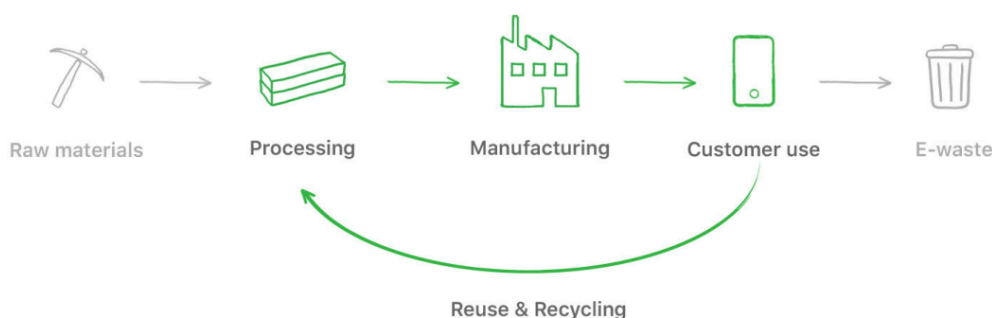 Raw materials
Processing
Manufacturing
Customer use
E-waste
Reuse & Recycling